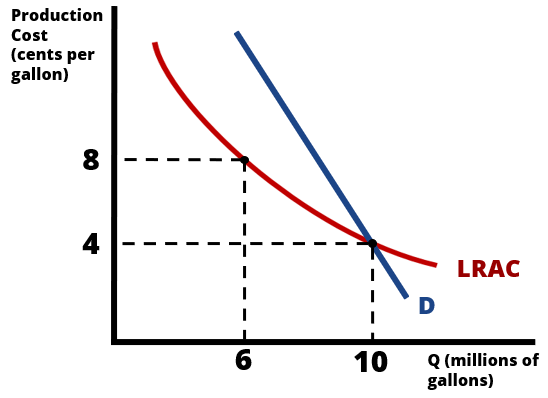 Production
Cost
(cents per
gallon)
8
4
LRAC
D
6
10
Q (millions of
gallons)